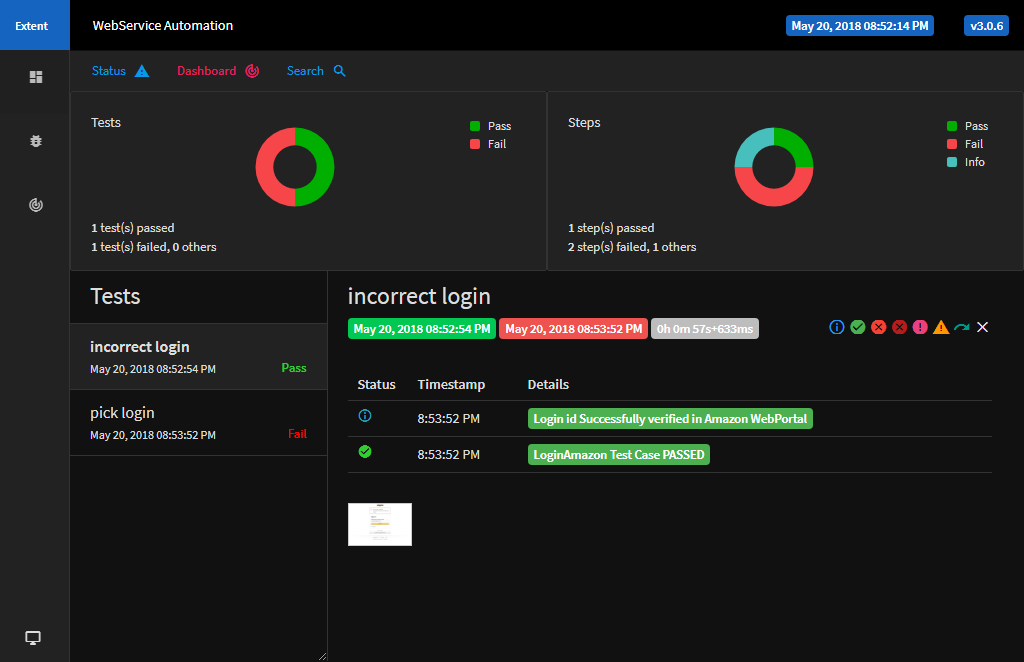 Extent
WebService Automation
May 20, 2018 08:52:14 PM
v3.0.6
Status
Dashboard
Search
Tests
Pass
Fail
1 test(s) passed
1 test(s) failed, 0 others
Steps
Pass
Fail
Info
1 step(s) passed
2 step(s) failed, 1 others
Tests
incorrect login
May 20, 2018 08:52:54 PM
Pass
pick login
May 20, 2018 08:53:52 PM
Fail
incorrect login
May 20, 2018 08:52:54 PM May 20, 2018 08:53:52 PM 0h 0m 57s+633ms
Status Timestamp Details
8:53:52 PM Login id Successfully verified in Amazon WebPortal
8:53:52 PM LoginAmazon Test Case PASSED